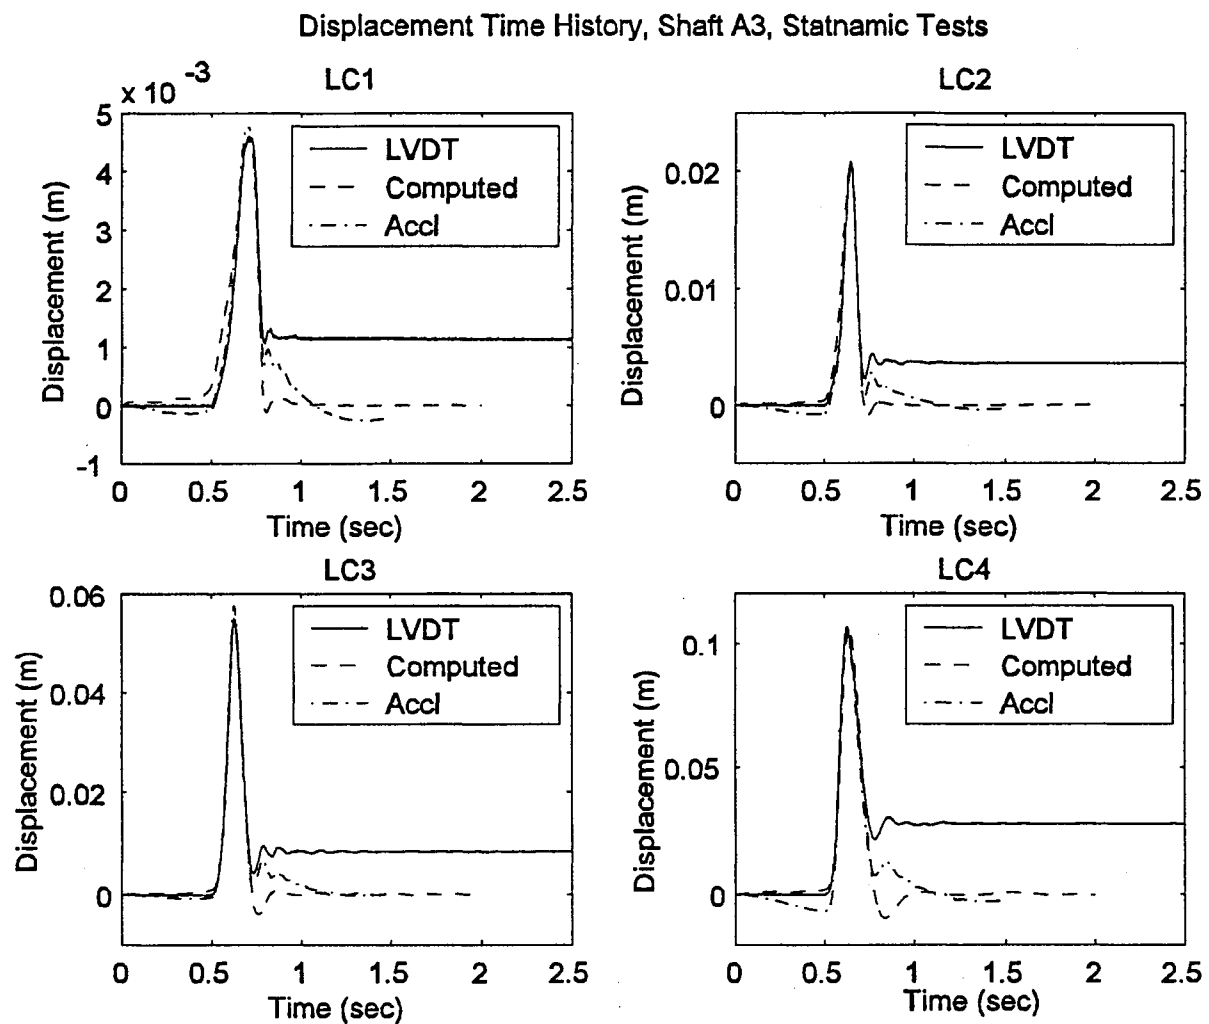 Displacement Time History, Shaft A3, Statnamic Tests
LC1
x 10 -3
5
4
3
2
1
0
-1
Displacement (m)
LVDT
Computed
Accl
0 0.5 1 1.5 2 2.5
Time (sec)
LC2
0.02
0.01
0
Displacement (m)
LVDT
Computed
Accl
0 0.5 1 1.5 2 2.5
Time (sec)
LC3
0.06
0.04
0.02
0
Displacement (m)
LVDT
Computed
Accl
0 0.5 1 1.5 2 2.5
Time (sec)
LC4
0.1
0.05
0
Displacement (m)
LVDT
Computed
Accl
0 0.5 1 1.5 2 2.5
Time (sec)